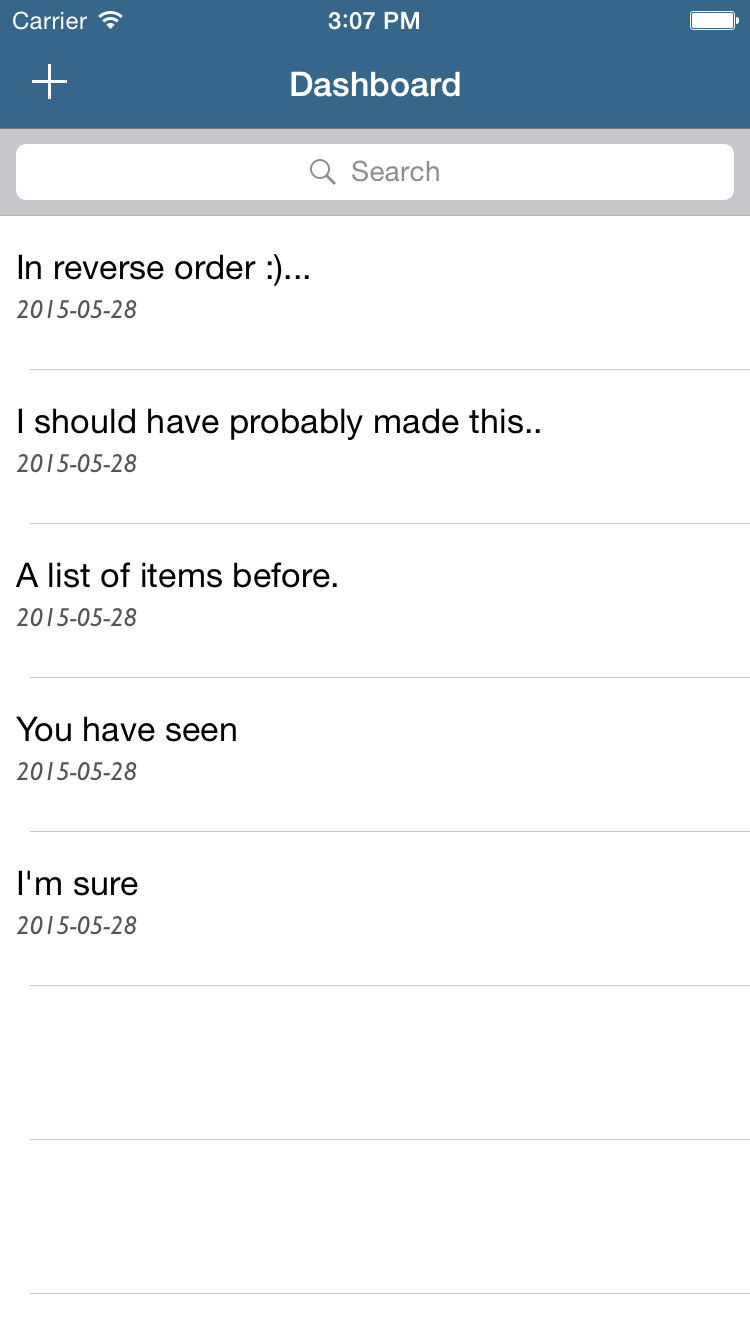 Carrier 3:07 PM
Dashboard
Search
In reverse order :)...
2015-05-28
I should have probably made this..
2015-05-28
A list of items before.
2015-05-28
You have seen
2015-05-28
I'm sure
2015-05-28